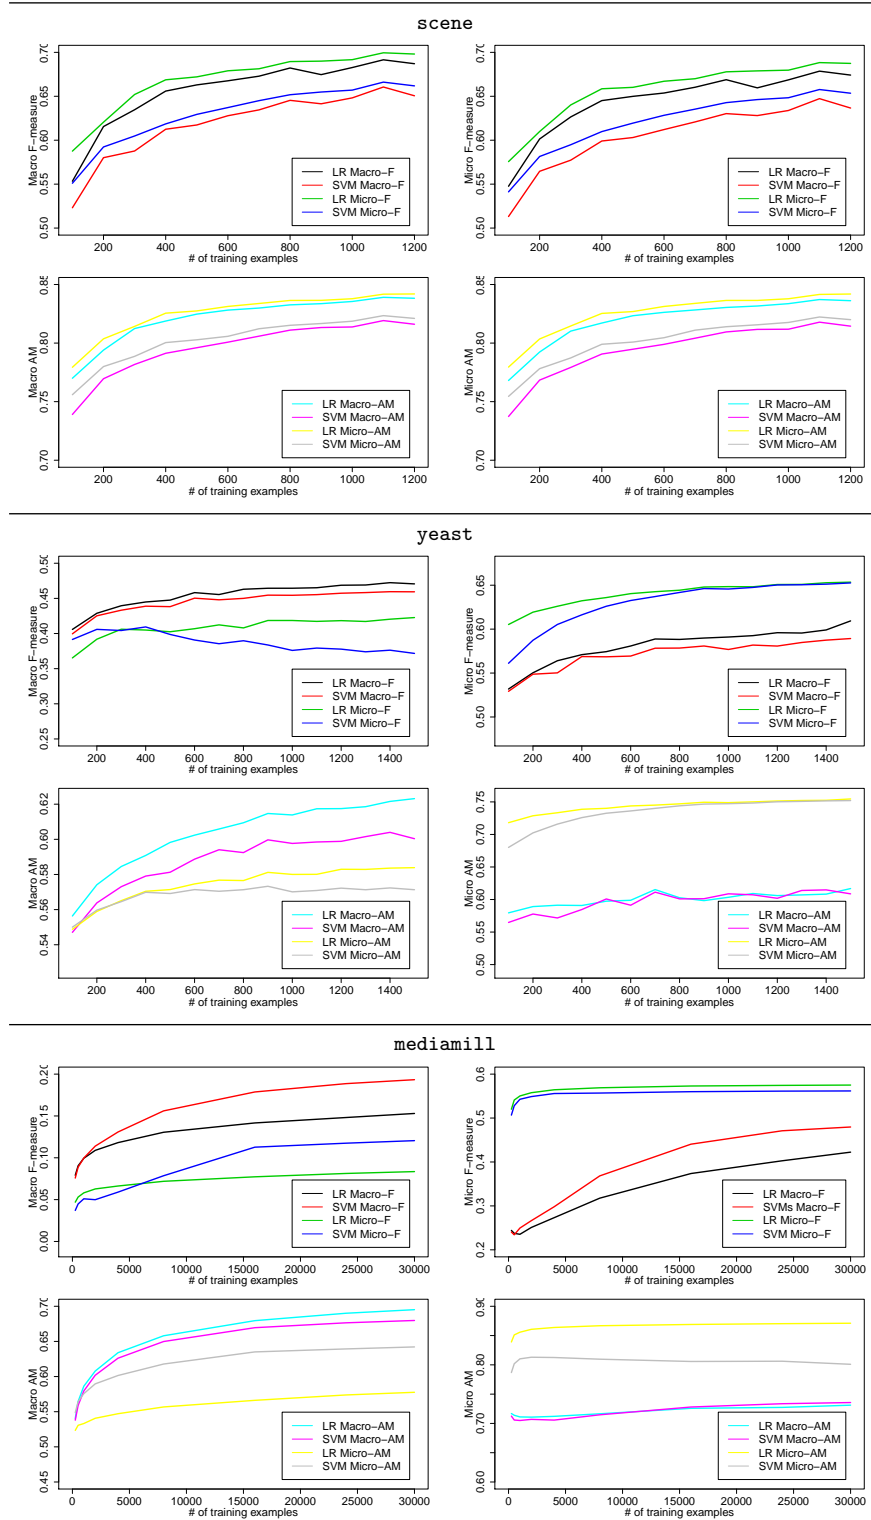 scene
Macro F−measure
0.50 0.55 0.60 0.65 0.70
LR Macro−F
SVM Macro−F
LR Micro−F
SVM Micro−F
200 400 600 800 1000 1200
# of training examples
Micro F−measure
0.50 0.55 0.60 0.65 0.70
LR Macro−F
SVM Macro−F
LR Micro−F
SVM Micro−F
200 400 600 800 1000 1200
# of training examples
Macro AM
0.70 0.75 0.80 0.85
LR Macro−AM
SVM Macro−AM
LR Micro−AM
SVM Micro−AM
200 400 600 800 1000 1200
# of training examples
Micro AM
0.70 0.75 0.80 0.85
LR Macro−AM
SVM Macro−AM
LR Micro−AM
SVM Micro−AM
200 400 600 800 1000 1200
# of training examples
yeast
Macro F−measure
0.25 0.30 0.35 0.40 0.45 0.50
LR Macro−F
SVM Macro−F
LR Micro−F
SVM Micro−F
200 400 600 800 1000 1200 1400
# of training examples
Micro F−measure
0.50 0.55 0.60 0.65
LR Macro−F
SVM Macro−F
LR Micro−F
SVM Micro−F
200 400 600 800 1000 1200 1400
# of training examples
Macro AM
0.54 0.56 0.58 0.60 0.62
LR Macro−AM
SVM Macro−AM
LR Micro−AM
SVM Micro−AM
200 400 600 800 1000 1200 1400
# of training examples
Micro AM
0.50 0.55 0.60 0.65 0.70 0.75
LR Macro−AM
SVM Macro−AM
LR Micro−AM
SVM Micro−AM
200 400 600 800 1000 1200 1400
# of training examples
mediamill
Macro F−measure
0.00 0.05 0.10 0.15 0.20
LR Macro−F
SVM Macro−F
LR Micro−F
SVM Micro−F
0 5000 10000 15000 20000 25000 30000
# of training examples
Micro F−measure
0.2 0.3 0.4 0.5 0.6
LR Macro−F
SVMs Macro−F
LR Micro−F
SVM Micro−F
0 5000 10000 15000 20000 25000 30000
# of training examples
Macro AM
0.45 0.50 0.55 0.60 0.65 0.70
LR Macro−AM
SVM Macro−AM
LR Micro−AM
SVM Micro−AM
0 5000 10000 15000 20000 25000 30000
# of training examples
Micro AM
0.60 0.70 0.80 0.90
LR Macro−AM
SVM Macro−AM
LR Micro−AM
SVM Micro−AM
0 5000 10000 15000 20000 25000 30000
# of training examples